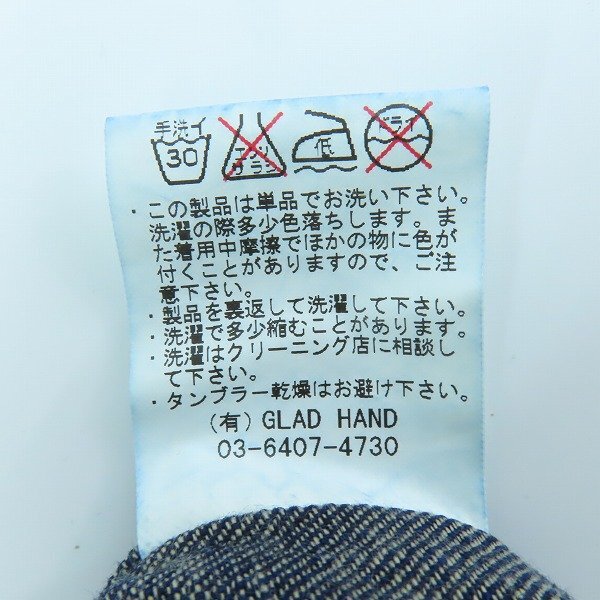 手洗イ
30
エンソ
サラシ
低
ドライ
・この製品は単品でお洗い下さい。
洗濯の際多少色落ちします。ま
た着用中摩擦でほかの物に色が
付くことがありますので、ご注
意下さい。
・製品を裏返して洗濯して下さい。
・洗濯で多少縮むことがあります。
・洗濯はクリーニング店に相談し
て下さい。
・タンブラー乾燥はお避け下さい。
(有) GLAD HAND
03-6407-4730